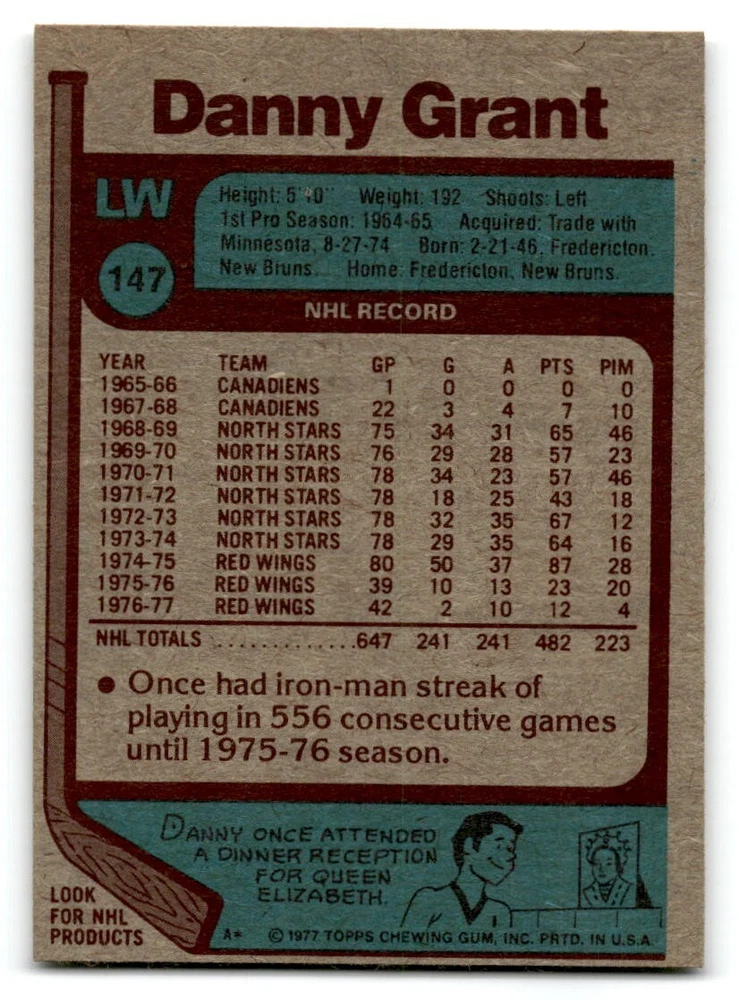 Danny Grant
LW
Height: 5'10" Weight: 192 Shoots: Left
1st Pro Season: 1964-65 Acquired: Trade with
Minnesota, 8-27-74 Born: 2-21-46, Fredericton,
New Bruns. Home: Fredericton, New Bruns.
147
NHL RECORD
YEAR TEAM GP G A PTS PIM
1965-66 CANADIENS 1 0 0 0 0
1967-68 CANADIENS 22 3 4 7 10
1968-69 NORTH STARS 75 34 31 65 46
1969-70 NORTH STARS 76 29 28 57 23
1970-71 NORTH STARS 78 34 23 57 46
1971-72 NORTH STARS 78 18 25 43 18
1972-73 NORTH STARS 78 32 35 67 12
1973-74 NORTH STARS 78 29 35 64 16
1974-75 RED WINGS 80 50 37 87 28
1975-76 RED WINGS 39 10 13 23 20
1976-77 RED WINGS 42 2 10 12 4
NHL TOTALS .............647 241 241 482 223
● Once had iron-man streak of
playing in 556 consecutive games
until 1975-76 season.
DANNY ONCE ATTENDED
A DINNER RECEPTION
FOR QUEEN
ELIZABETH.
LOOK
FOR NHL
PRODUCTS
A* © 1977 TOPPS CHEWING GUM, INC. PRTD. IN U.S.A.